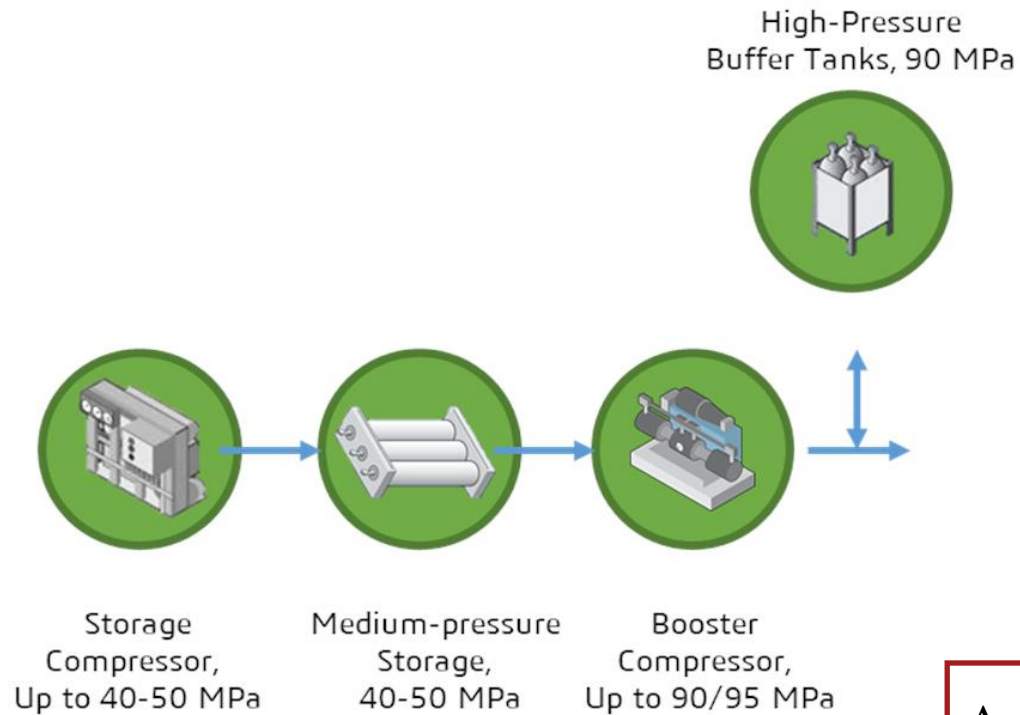 High-Pressure
Buffer Tanks, 90 MPa
Storage
Compressor,
Up to 40-50 MPa
Medium-pressure
Storage,
40-50 MPa
Booster
Compressor,
Up to 90/95 MPa